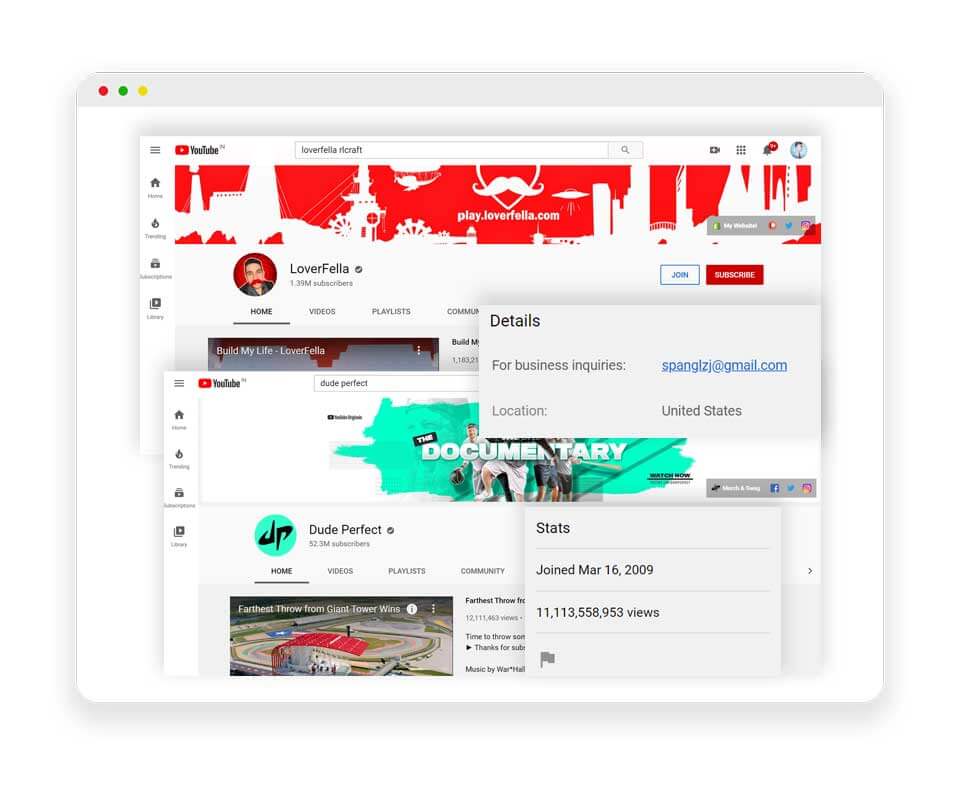 YouTube IN
loverfella rlcraft
9+
Home
Trending
Subscriptions
Library
play.loverfella.com
My Website!
LoverFella
1.39M subscribers
JOIN
SUBSCRIBE
HOME VIDEOS PLAYLISTS COMMUN
Build My Life - LoverFella
Build My
1,183,21
Details
For business inquiries: spanglzj@gmail.com
Location: United States
YouTube IN
dude perfect
Home
Trending
Subscriptions
Library
YouTube Originals
THE
DOCUMENTARY
WATCH NOW
Merch & Swag
dp
Dude Perfect
52.3M subscribers
HOME VIDEOS PLAYLISTS COMMUNITY
Farthest Throw from Giant Tower Wins
Farthest Throw fro
12,111,463 views •
Time to throw som
► Thanks for subs
Music by War*Hall
Stats
Joined Mar 16, 2009
11,113,558,953 views